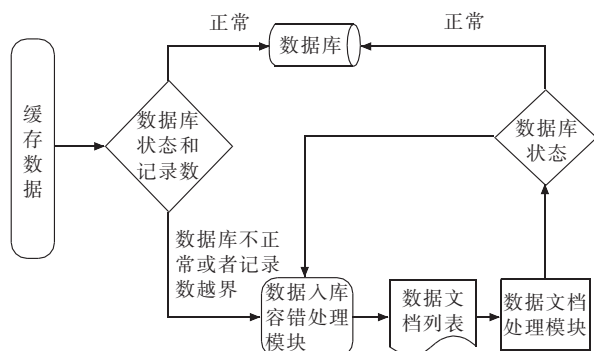 正常
正常
数据库
缓
存
数
据
数据库
状态和
记录数
数据库
状态
数据库不正
常或者记录
数越界
数据入库
容错处理
模块
数据文
档列表
数据文档
处理模块